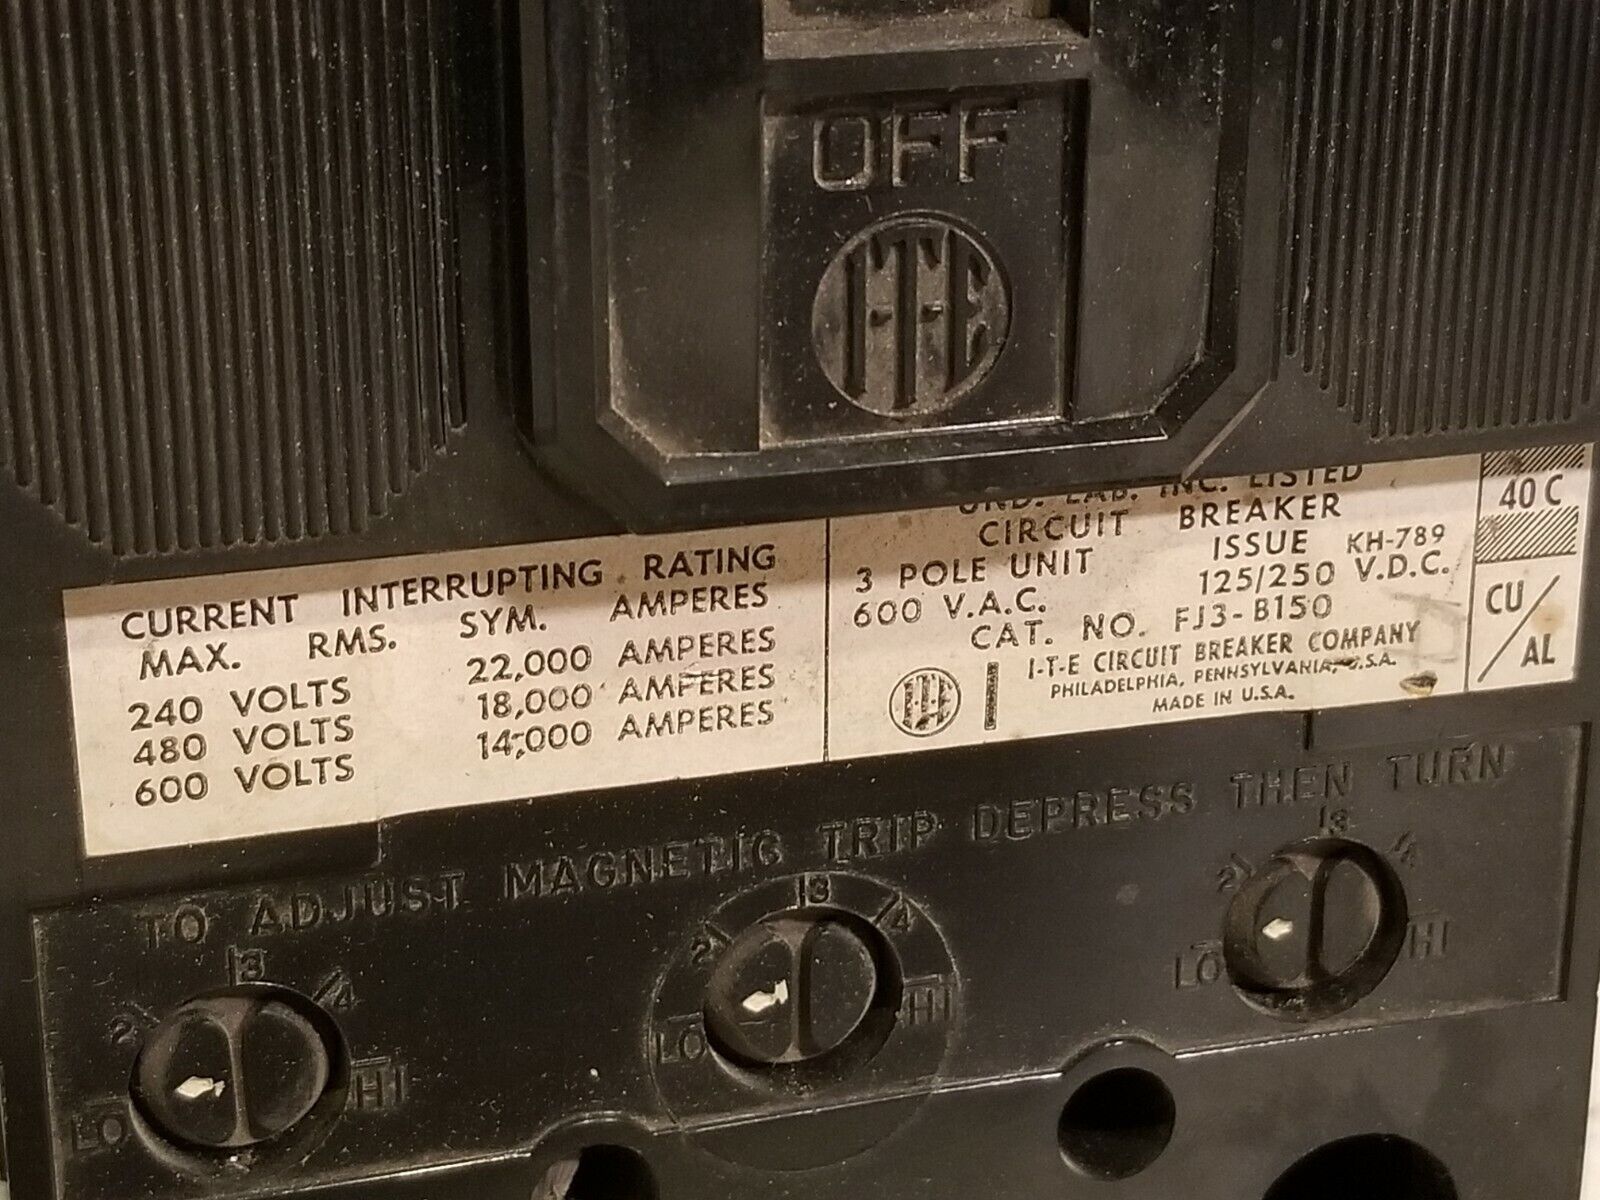 OFF
I-T-E
CURRENT INTERRUPTING RATING
MAX. RMS. SYM. AMPERES
240 VOLTS 22,000 AMPERES
480 VOLTS 18,000 AMPERES
600 VOLTS 14,000 AMPERES
UND. LAB. INC. LISTED
CIRCUIT BREAKER
3 POLE UNIT ISSUE KH-789
600 V.A.C. 125/250 V.D.C.
CAT. NO. FJ3-B150
I-T-E CIRCUIT BREAKER COMPANY
PHILADELPHIA, PENNSYLVANIA, U.S.A.
MADE IN U.S.A.
I-T-E
40 C
CU/AL
TO ADJUST MAGNETIC TRIP DEPRESS THEN TURN
LO 2 3 4 HI
LO 2 3 4 HI
LO 2 3 4 HI